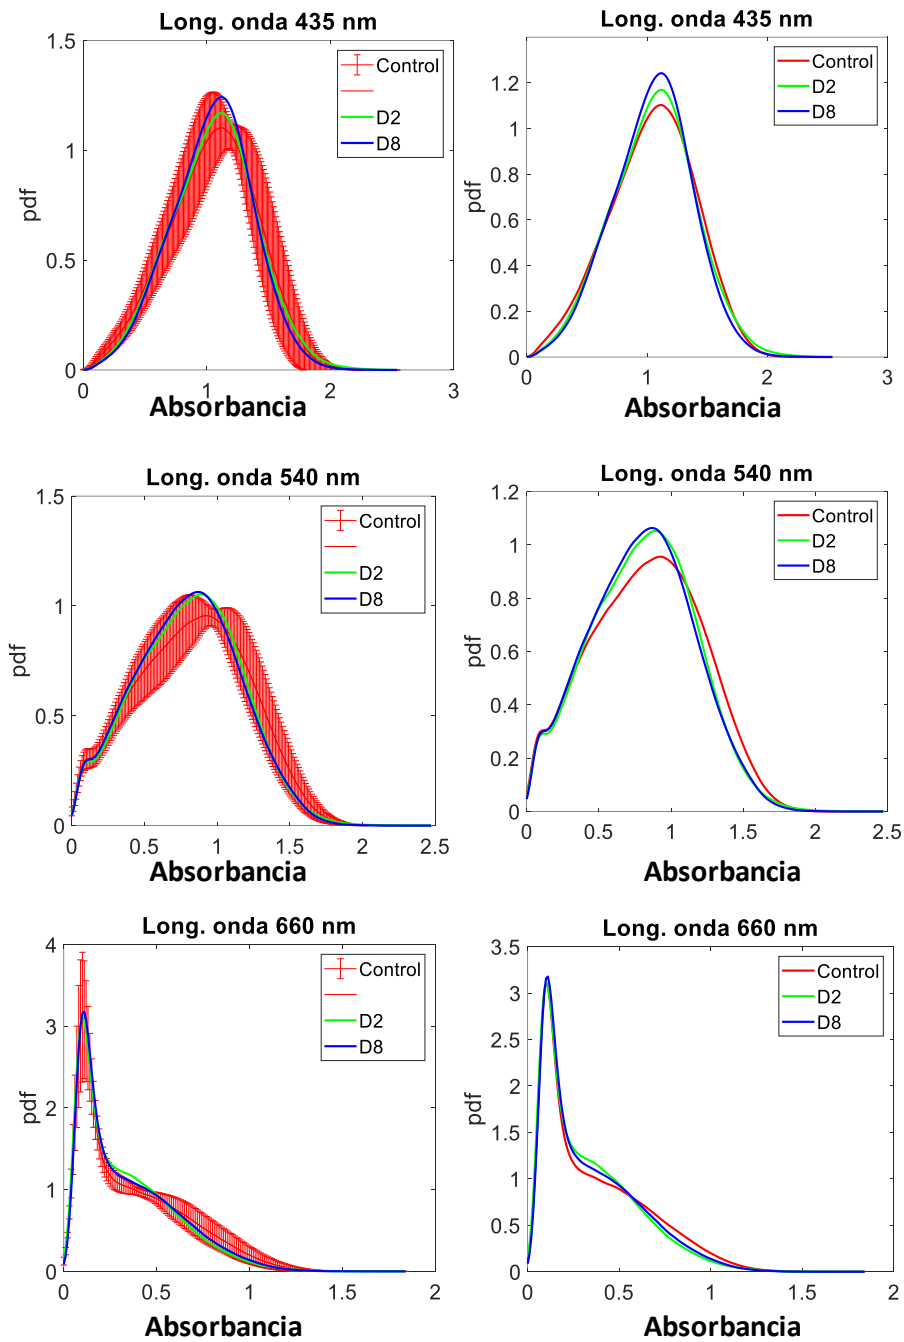 Long. onda 435 nm
1.5
1
0.5
0
pdf
Control
D2
D8
0 1 2 3
Absorbancia
Long. onda 435 nm
1.2
1
0.8
0.6
0.4
0.2
0
pdf
Control
D2
D8
0 1 2 3
Absorbancia
Long. onda 540 nm
1.5
1
0.5
0
pdf
Control
D2
D8
0 0.5 1 1.5 2 2.5
Absorbancia
Long. onda 540 nm
1.2
1
0.8
0.6
0.4
0.2
0
pdf
Control
D2
D8
0 0.5 1 1.5 2 2.5
Absorbancia
Long. onda 660 nm
4
3
2
1
0
pdf
Control
D2
D8
0 0.5 1 1.5 2
Absorbancia
Long. onda 660 nm
3.5
3
2.5
2
1.5
1
0.5
0
pdf
Control
D2
D8
0 0.5 1 1.5 2
Absorbancia